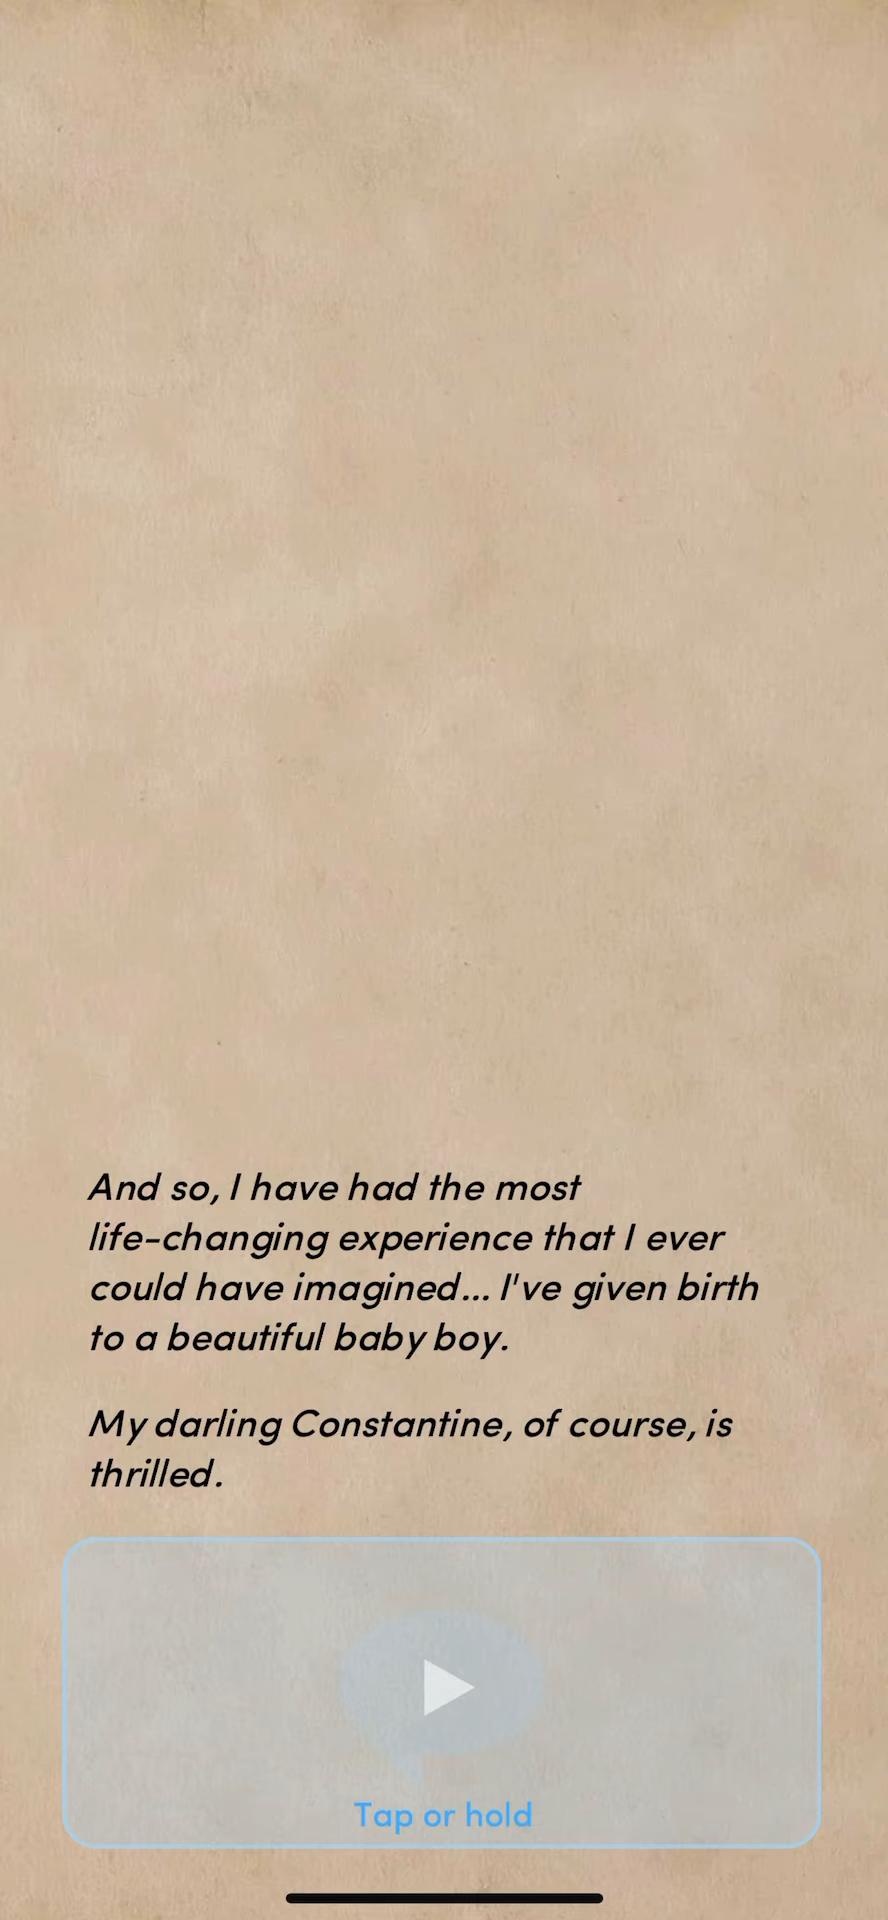 And so, I have had the most
life-changing experience that I ever
could have imagined... I've given birth
to a beautiful baby boy.
My darling Constantine, of course, is
thrilled.
Tap or hold